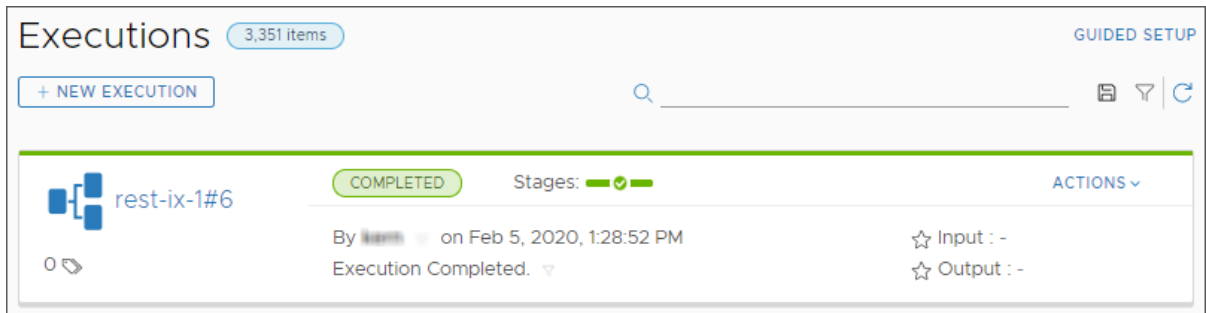 Executions 3,351 items
GUIDED SETUP
+ NEW EXECUTION
rest-ix-1#6
COMPLETED Stages:
ACTIONS
By on Feb 5, 2020, 1:28:52 PM
Input : -
0
Execution Completed.
Output : -